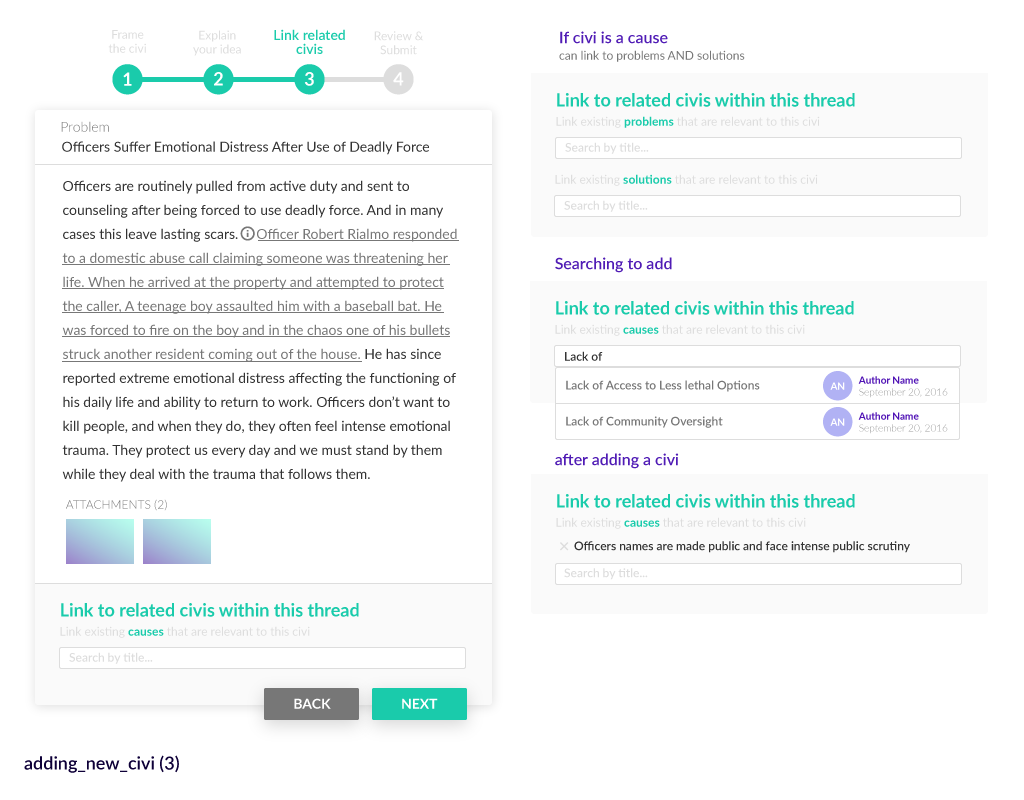 Frame
the civi
Explain
your idea
Link related
civis
Review &
Submit
1
2
3
4
Problem
Officers Suffer Emotional Distress After Use of Deadly Force
Officers are routinely pulled from active duty and sent to
counseling after being forced to use deadly force. And in many
cases this leave lasting scars. Officer Robert Rialmo responded
to a domestic abuse call claiming someone was threatening her
life. When he arrived at the property and attempted to protect
the caller, A teenage boy assaulted him with a baseball bat. He
was forced to fire on the boy and in the chaos one of his bullets
struck another resident coming out of the house. He has since
reported extreme emotional distress affecting the functioning of
his daily life and ability to return to work. Officers don't want to
kill people, and when they do, they often feel intense emotional
trauma. They protect us every day and we must stand by them
while they deal with the trauma that follows them.
ATTACHMENTS (2)
Link to related civis within this thread
Link existing causes that are relevant to this civi
Search by title...
BACK
NEXT
adding_new_civi (3)
If civi is a cause
can link to problems AND solutions
Link to related civis within this thread
Link existing problems that are relevant to this civi
Search by title...
Link existing solutions that are relevant to this civi
Search by title...
Searching to add
Link to related civis within this thread
Link existing causes that are relevant to this civi
Lack of
Lack of Access to Less lethal Options
AN
Author Name
September 20, 2016
Lack of Community Oversight
AN
Author Name
September 20, 2016
after adding a civi
Link to related civis within this thread
Link existing causes that are relevant to this civi
Officers names are made public and face intense public scrutiny
Search by title...